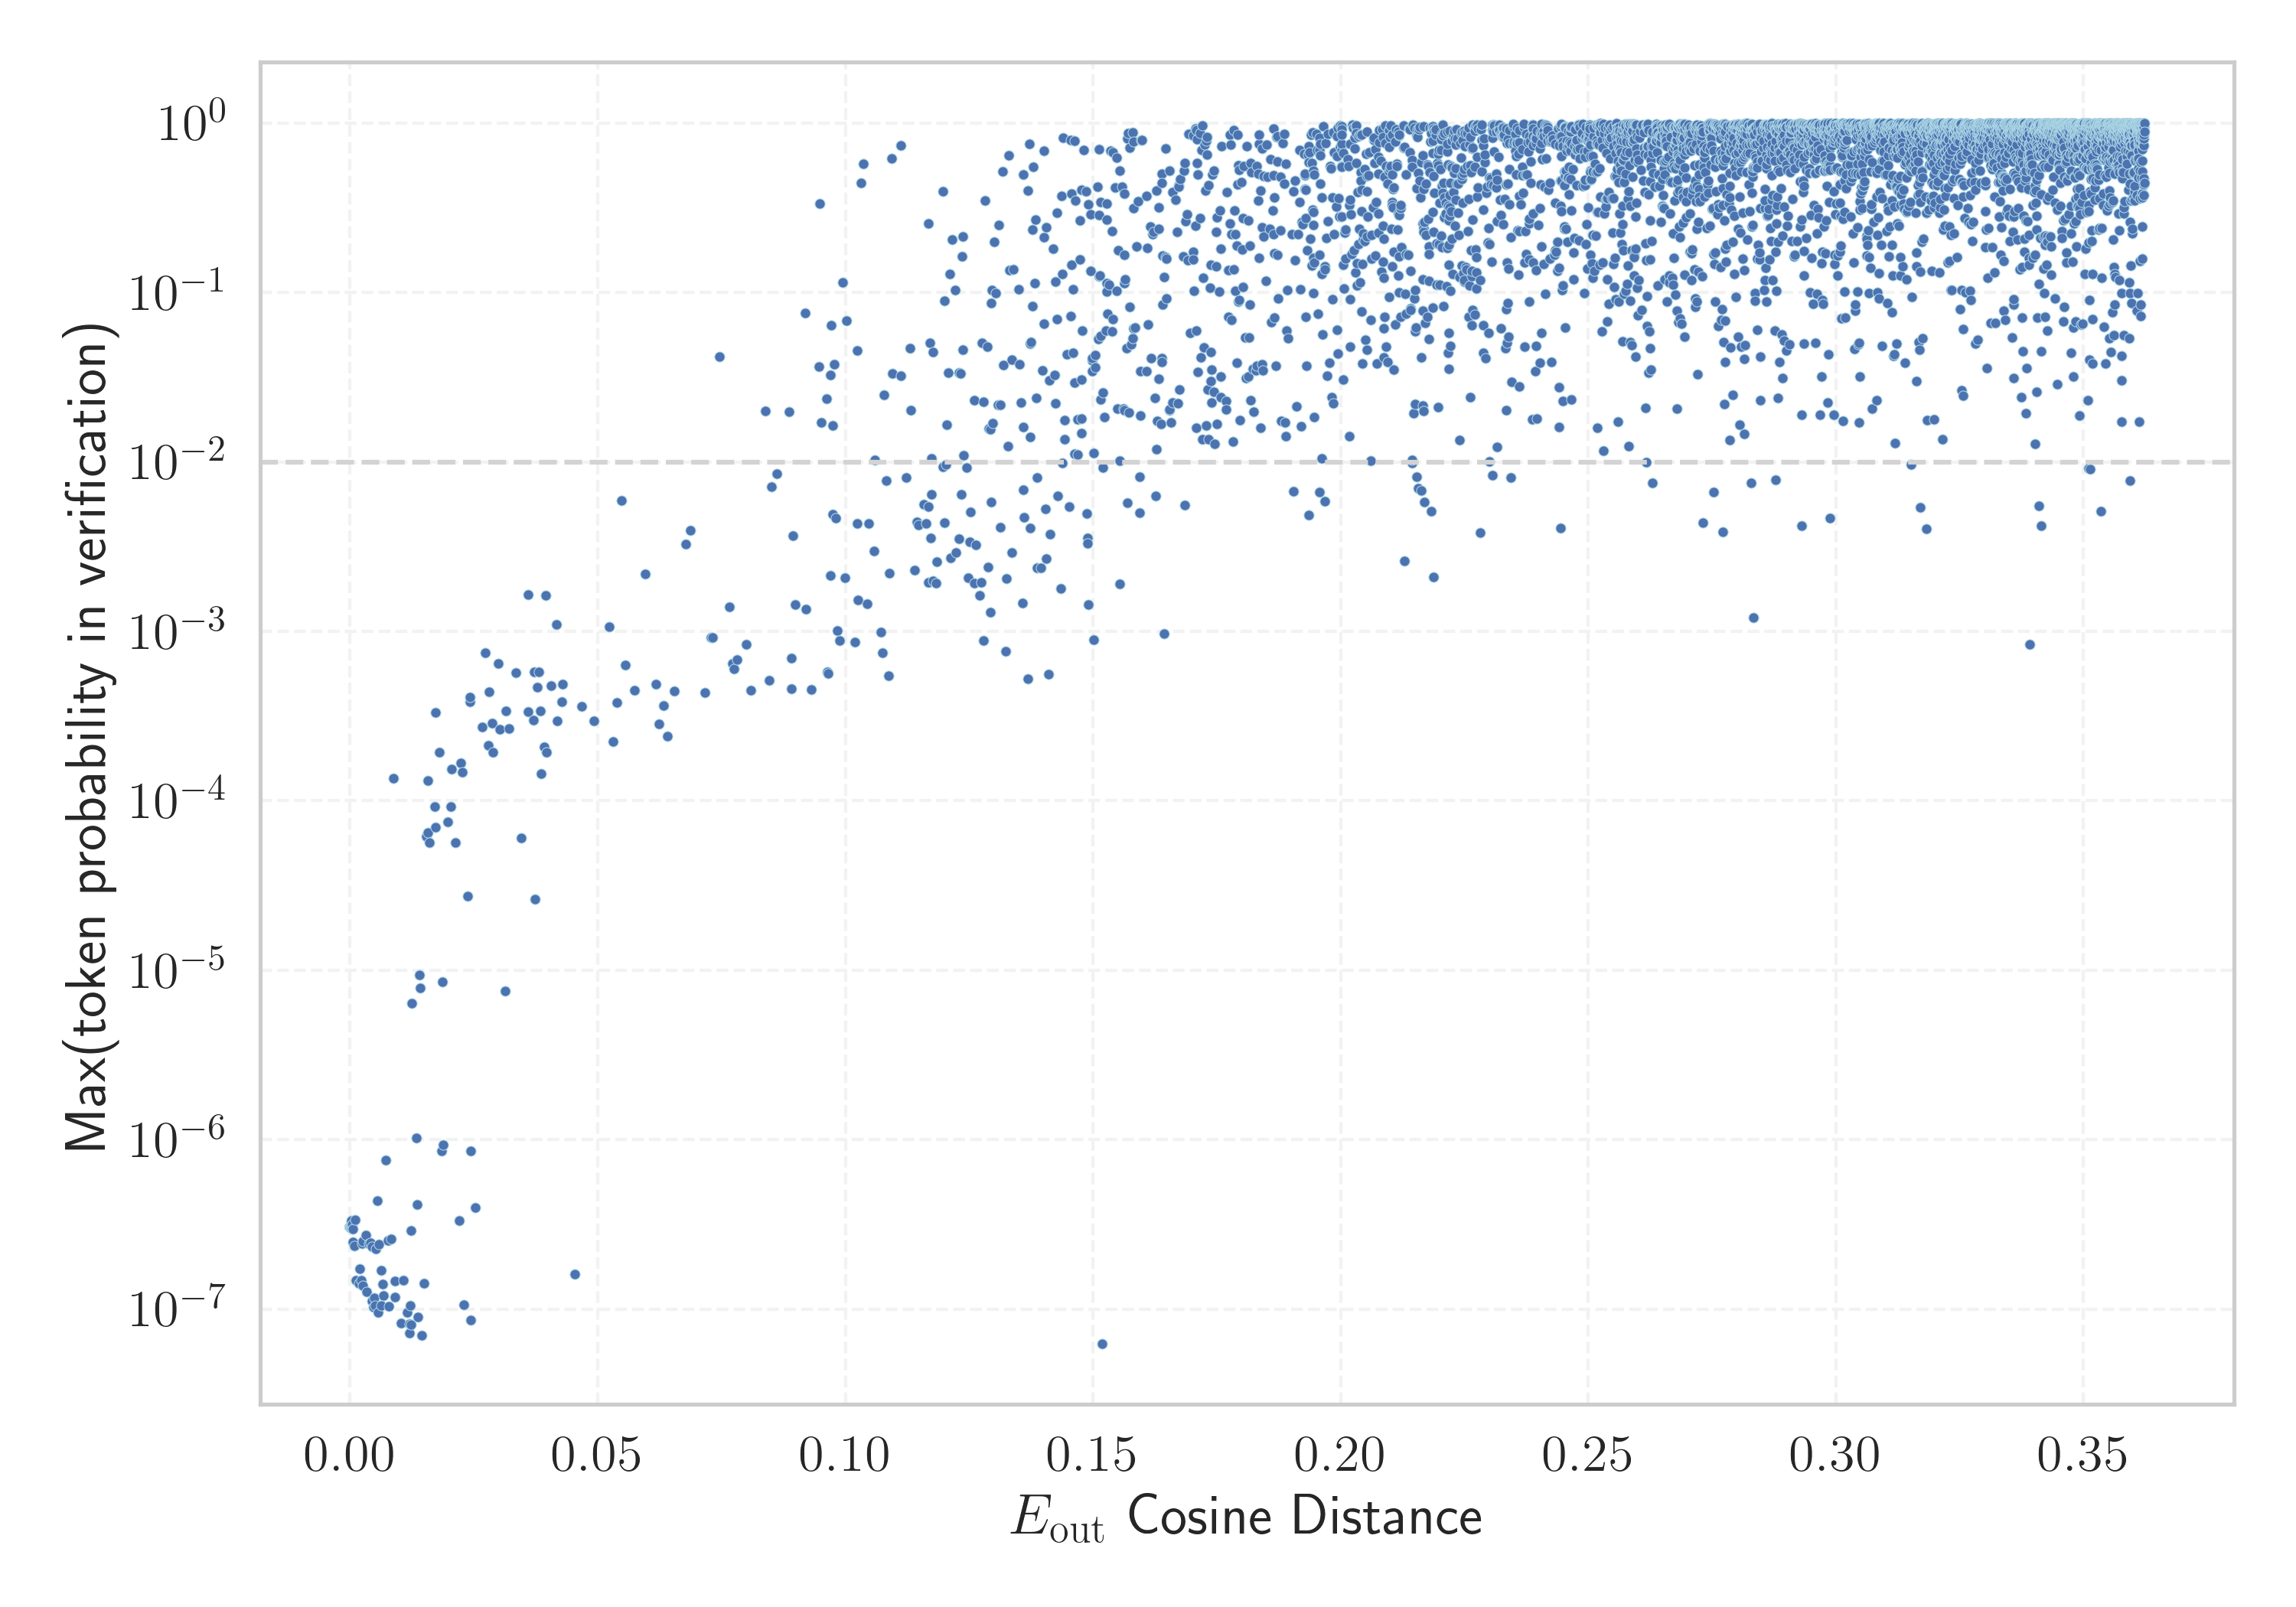 Max(token probability in verification)
10⁰
10⁻¹
10⁻²
10⁻³
10⁻⁴
10⁻⁵
10⁻⁶
10⁻⁷
0.00 0.05 0.10 0.15 0.20 0.25 0.30 0.35
E_out Cosine Distance